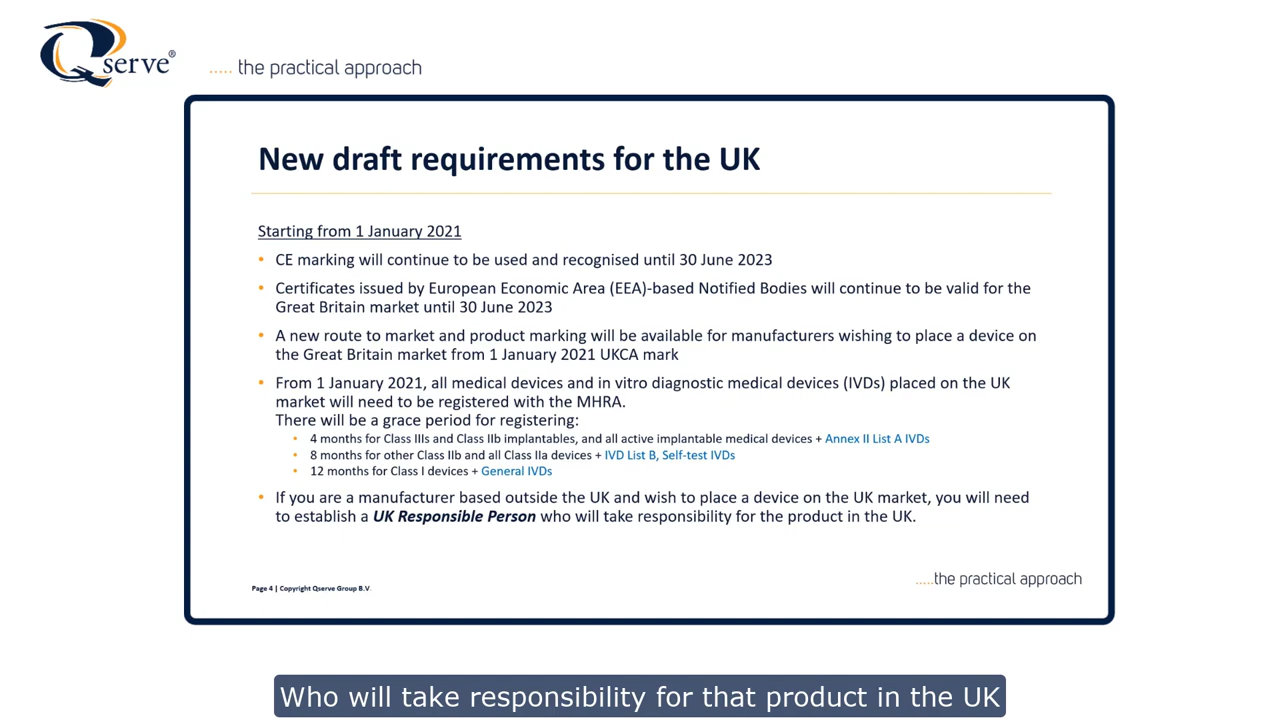 Qserve®
..... the practical approach
New draft requirements for the UK
Starting from 1 January 2021
• CE marking will continue to be used and recognised until 30 June 2023
• Certificates issued by European Economic Area (EEA)-based Notified Bodies will continue to be valid for the
Great Britain market until 30 June 2023
• A new route to market and product marking will be available for manufacturers wishing to place a device on
the Great Britain market from 1 January 2021 UKCA mark
• From 1 January 2021, all medical devices and in vitro diagnostic medical devices (IVDs) placed on the UK
market will need to be registered with the MHRA.
There will be a grace period for registering:
• 4 months for Class IIIs and Class IIb implantables, and all active implantable medical devices + Annex II List A IVDs
• 8 months for other Class IIb and all Class IIa devices + IVD List B, Self-test IVDs
• 12 months for Class I devices + General IVDs
• If you are a manufacturer based outside the UK and wish to place a device on the UK market, you will need
to establish a UK Responsible Person who will take responsibility for the product in the UK.
.....the practical approach
Page 4 | Copyright Qserve Group B.V.
Who will take responsibility for that product in the UK